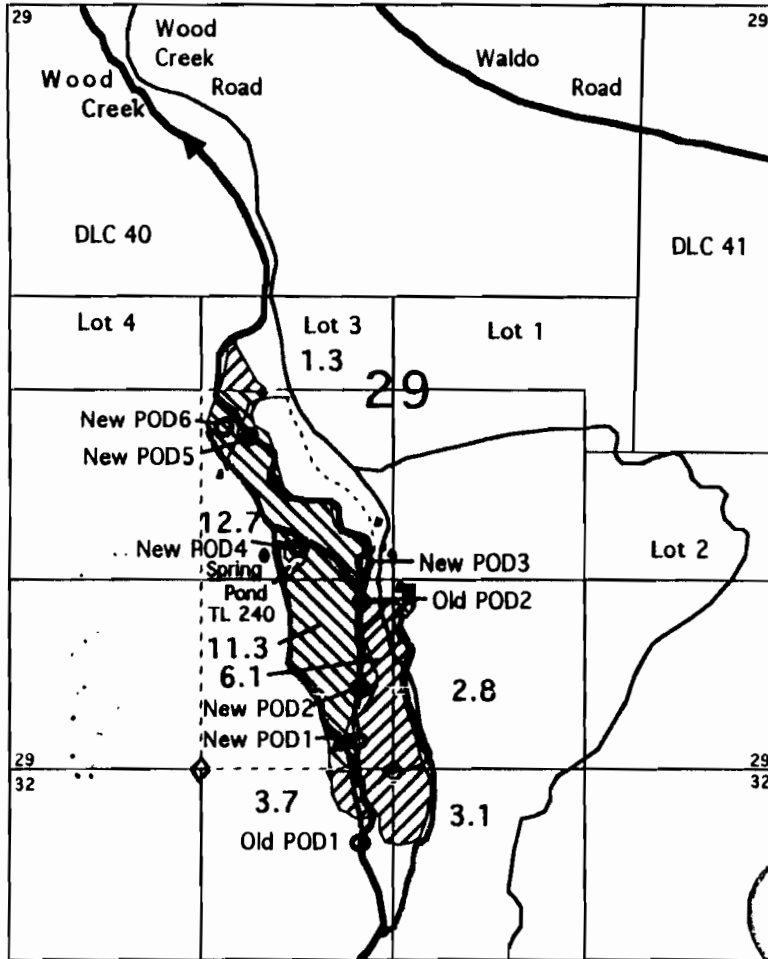 29
29
Wood
Creek
Road
Wood
Creek
Waldo
Road
DLC 40
DLC 41
Lot 4
Lot 3
Lot 1
1.3
29
New POD6
New POD5
12.7
New POD4
New POD3
Lot 2
Spring
Pond
TL 240
Old POD2
11.3
6.1
2.8
New POD2
New POD1
29
32
29
32
3.7
3.1
Old POD1